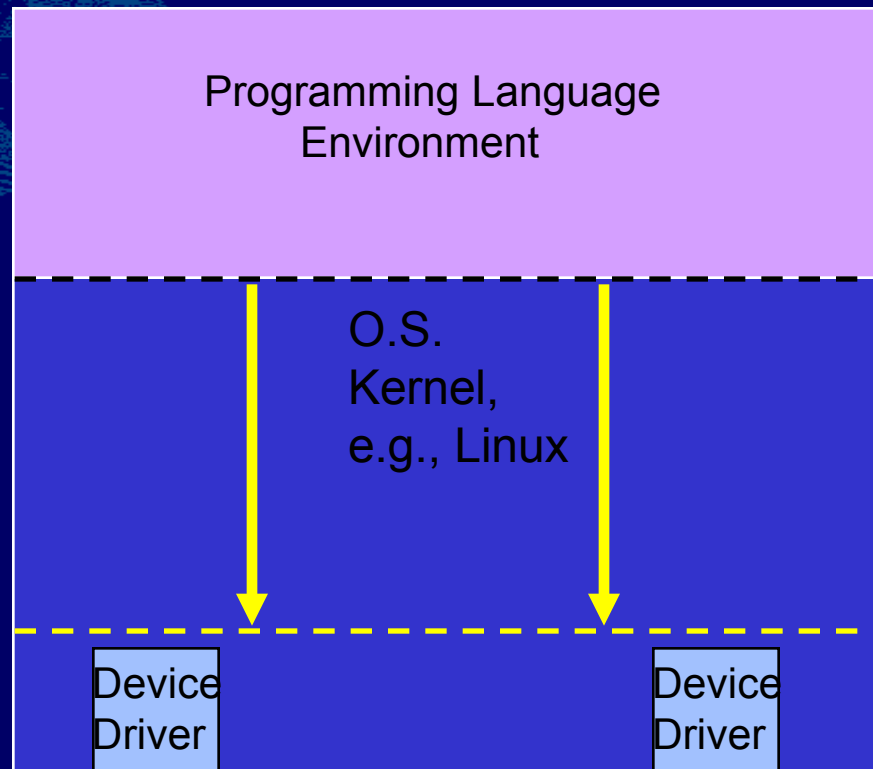 Programming Language
Environment
O.S.
Kernel,
e.g., Linux
Device
Driver
Device
Driver